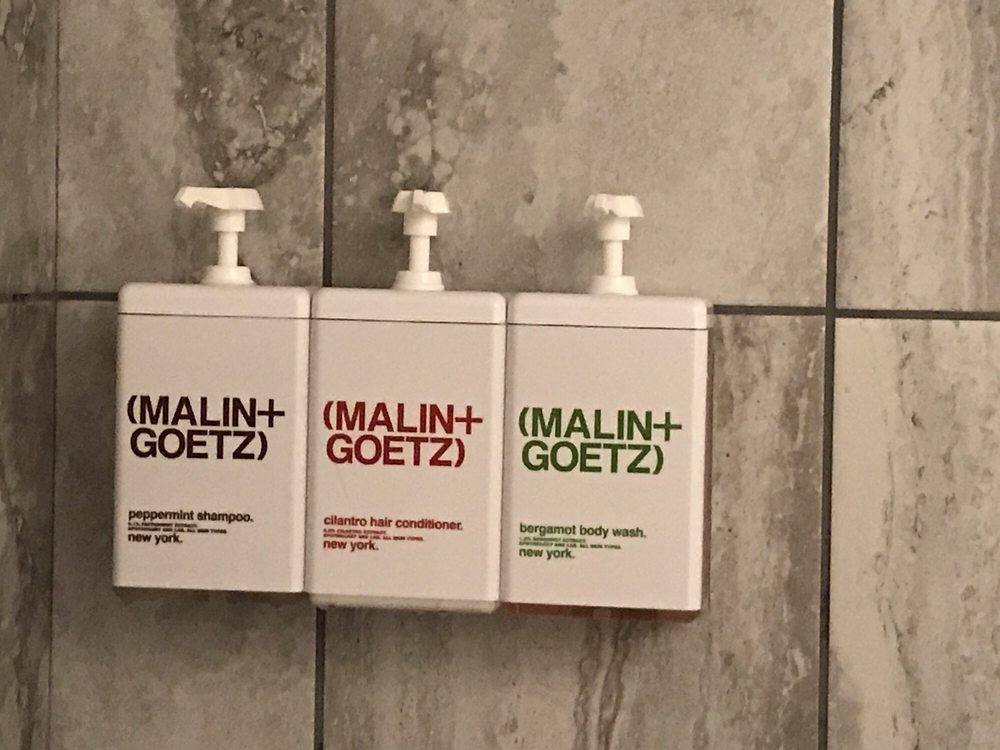 (MALIN+
GOETZ)
peppermint shampoo.
new york.
(MALIN+
GOETZ)
cilantro hair conditioner.
new york.
(MALIN+
GOETZ)
bergamot body wash.
new york.